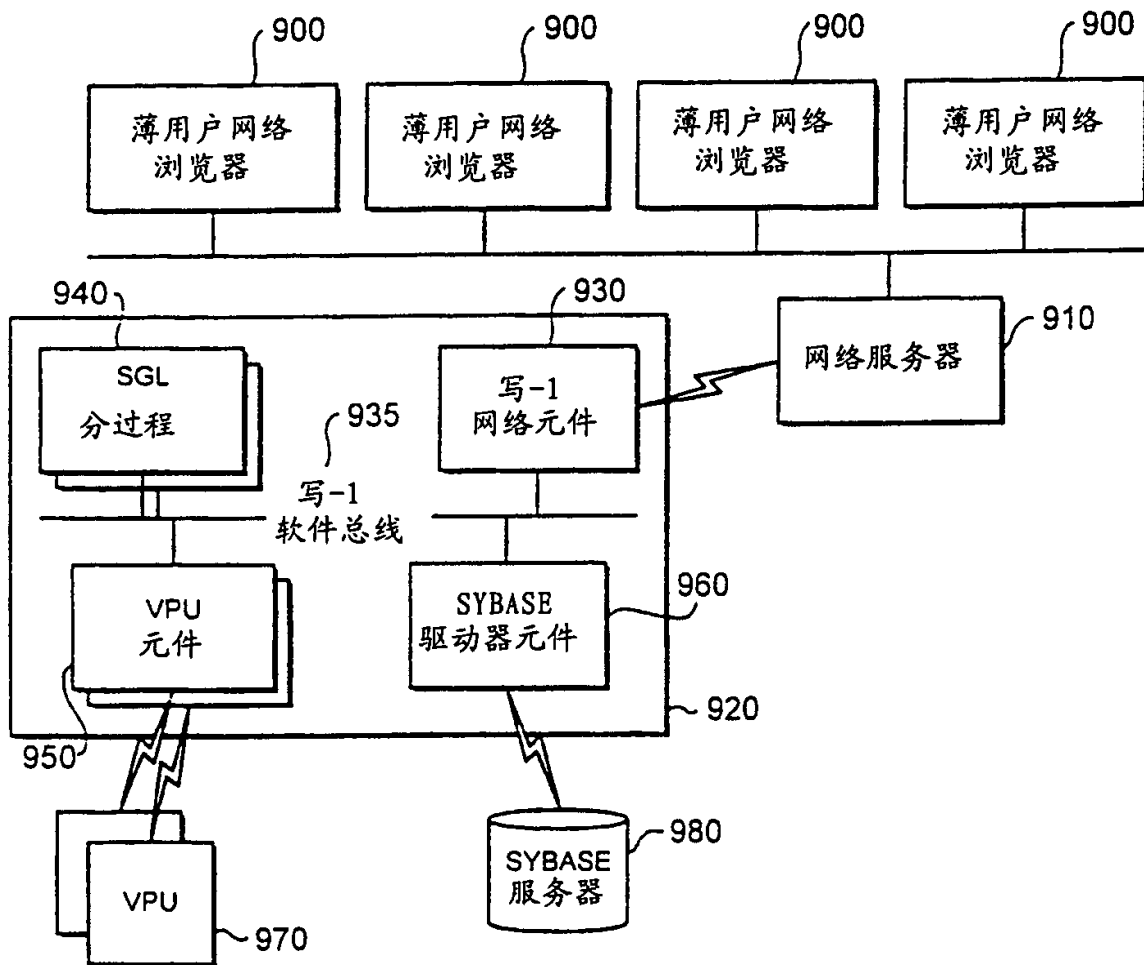 900
900
900
900
薄用户网络
浏览器
薄用户网络
浏览器
薄用户网络
浏览器
薄用户网络
浏览器
940
930
910
SGL
分过程
写-1
网络元件
网络服务器
935
写-1
软件总线
VPU
元件
SYBASE
驱动器元件
960
950
920
VPU
970
SYBASE
服务器
980